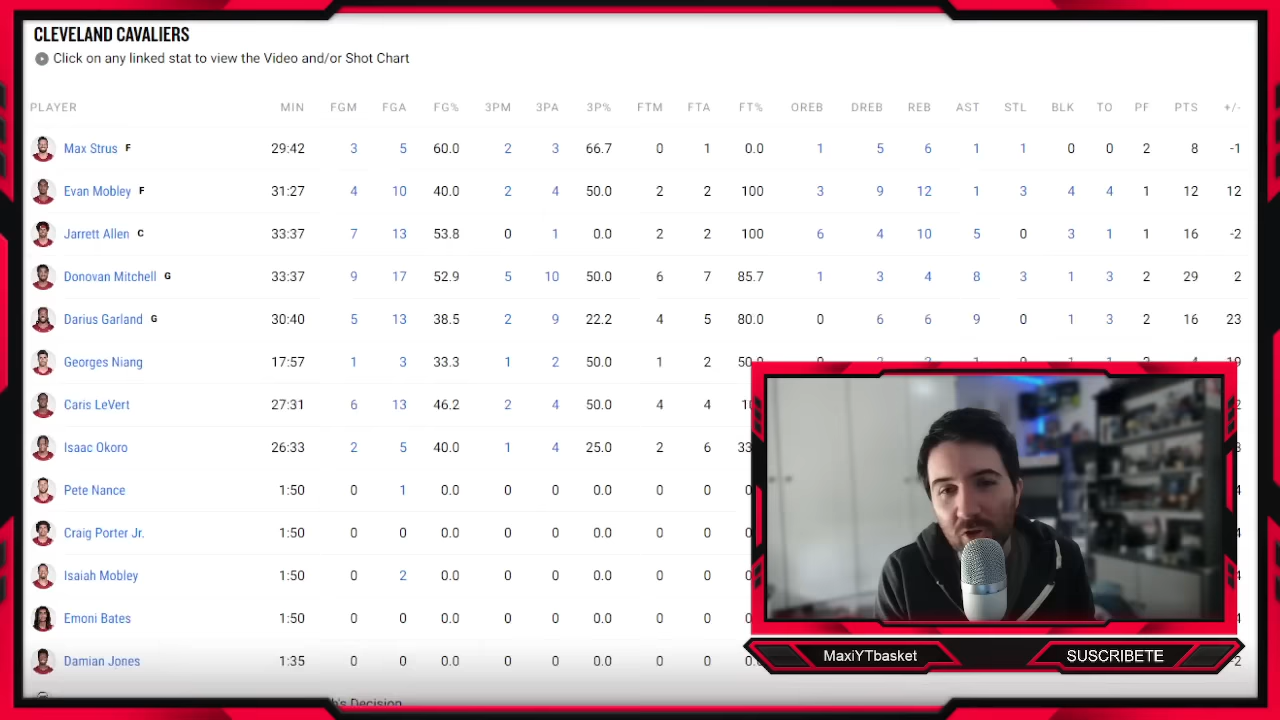 CLEVELAND CAVALIERS
Click on any linked stat to view the Video and/or Shot Chart
PLAYER MIN FGM FGA FG% 3PM 3PA 3P% FTM FTA FT% OREB DREB REB AST STL BLK TO PF PTS +/-
Max Strus F 29:42 3 5 60.0 2 3 66.7 0 1 0.0 1 5 6 1 1 0 0 2 8 -1
Evan Mobley F 31:27 4 10 40.0 2 4 50.0 2 2 100 3 9 12 1 3 4 4 1 12 12
Jarrett Allen C 33:37 7 13 53.8 0 1 0.0 2 2 100 6 4 10 5 0 3 1 1 16 -2
Donovan Mitchell G 33:37 9 17 52.9 5 10 50.0 6 7 85.7 1 3 4 8 3 1 3 2 29 2
Darius Garland G 30:40 5 13 38.5 2 9 22.2 4 5 80.0 0 6 6 9 0 1 3 2 16 23
Georges Niang 17:57 1 3 33.3 1 2 50.0 1 2
Caris LeVert 27:31 6 13 46.2 2 4 50.0 4 4
Isaac Okoro 26:33 2 5 40.0 1 4 25.0 2 6
Pete Nance 1:50 0 1 0.0 0 0 0.0 0 0
Craig Porter Jr. 1:50 0 0 0.0 0 0 0.0 0 0
Isaiah Mobley 1:50 0 2 0.0 0 0 0.0 0 0
Emoni Bates 1:50 0 0 0.0 0 0 0.0 0 0
Damian Jones 1:35 0 0 0.0 0 0 0.0 0 0
Decision
MaxiYTbasket
SUSCRIBETE